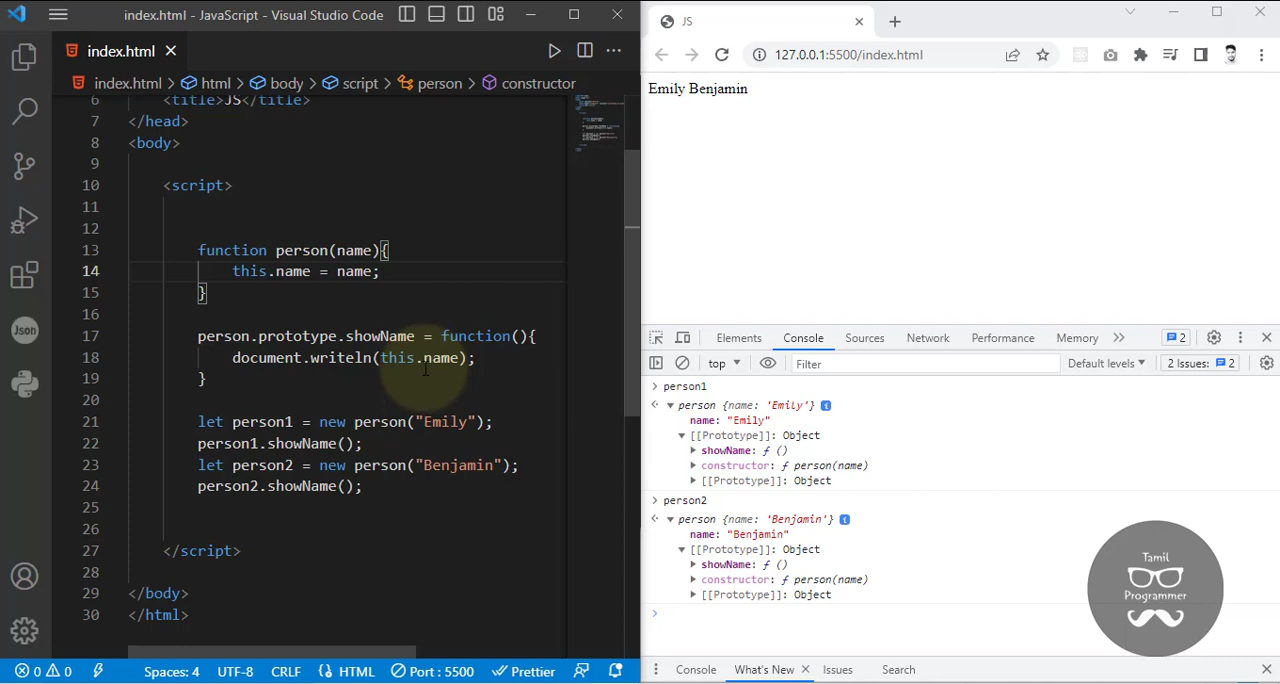 index.html - JavaScript - Visual Studio Code
index.html
index.html > html > body > script > person > constructor
6 <title>JS</title>
7 </head>
8 <body>
9
10 <script>
11
12
13 function person(name){
14 this.name = name;
15 }
16
17 person.prototype.showName = function(){
18 document.writeln(this.name);
19 }
20
21 let person1 = new person("Emily");
22 person1.showName();
23 let person2 = new person("Benjamin");
24 person2.showName();
25
26
27 </script>
28
29 </body>
30 </html>
Json
0 0 Spaces: 4 UTF-8 CRLF HTML Port : 5500 Prettier
JS
127.0.0.1:5500/index.html
Emily Benjamin
Elements Console Sources Network Performance Memory 2
top Filter Default levels 2 Issues: 2
> person1
person {name: 'Emily'}
name: "Emily"
[[Prototype]]: Object
showName: ƒ ()
constructor: ƒ person(name)
[[Prototype]]: Object
> person2
person {name: 'Benjamin'}
name: "Benjamin"
[[Prototype]]: Object
showName: ƒ ()
constructor: ƒ person(name)
[[Prototype]]: Object
>
Tamil
Programmer
Console What's New Issues Search